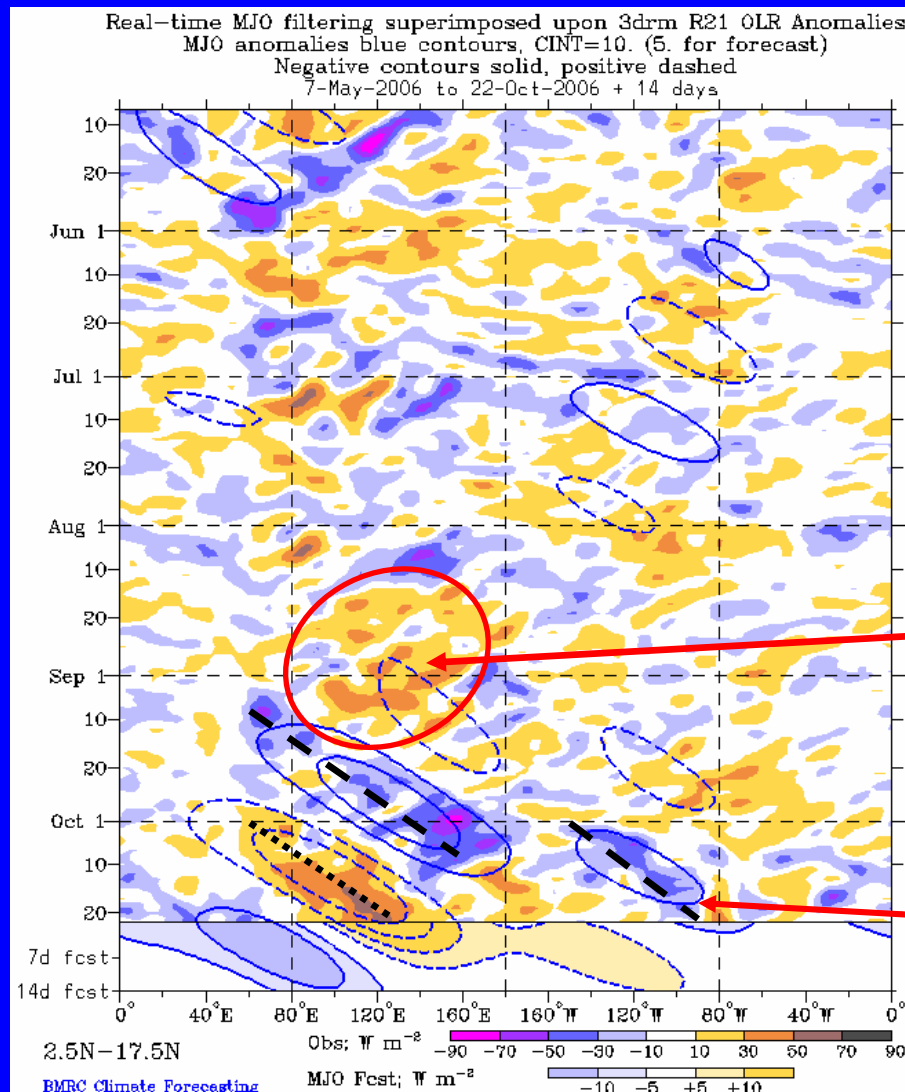 Real-time MJO filtering superimposed upon 3drm R21 OLR Anomalies
MJO anomalies blue contours, CINT=10. (5. for forecast)
Negative contours solid, positive dashed
7-May-2006 to 22-Oct-2006 + 14 days
10
20
Jun 1
10
20
Jul 1
10
20
Aug 1
10
20
Sep 1
10
20
Oct 1
10
20
7d fcst
14d fcst
0° 40°E 80°E 120°E 160°E 160°W 120°W 80°W 40°W 0°
2.5N-17.5N
Obs; W m⁻² -90 -70 -50 -30 -10 10 30 50 70 90
MJO Fcst; W m⁻² -10 -5 +5 +10
BMRC Climate Forecasting